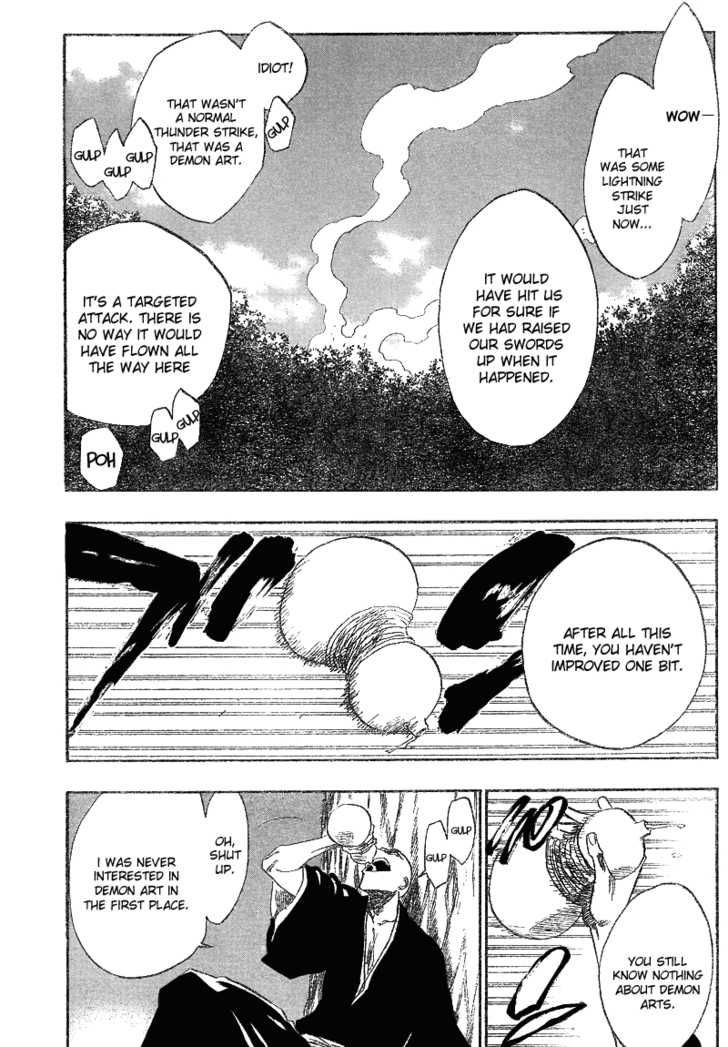 WOW—
THAT
WAS SOME
LIGHTNING
STRIKE
JUST
NOW...
IT WOULD
HAVE HIT US
FOR SURE IF
WE HAD RAISED
OUR SWORDS
UP WHEN IT
HAPPENED.
IDIOT!
THAT WASN'T
A NORMAL
THUNDER STRIKE,
THAT WAS A
DEMON ART.
GULP
GULP
GULP
GULP
IT'S A TARGETED
ATTACK. THERE IS
NO WAY IT WOULD
HAVE FLOWN ALL
THE WAY HERE
GULP
GULP
POH
AFTER ALL THIS
TIME, YOU HAVEN'T
IMPROVED ONE BIT.
ブン
YOU STILL
KNOW NOTHING
ABOUT DEMON
ARTS.
GULP
GULP
OH,
SHUT
UP.
I WAS NEVER
INTERESTED IN
DEMON ART IN
THE FIRST PLACE.